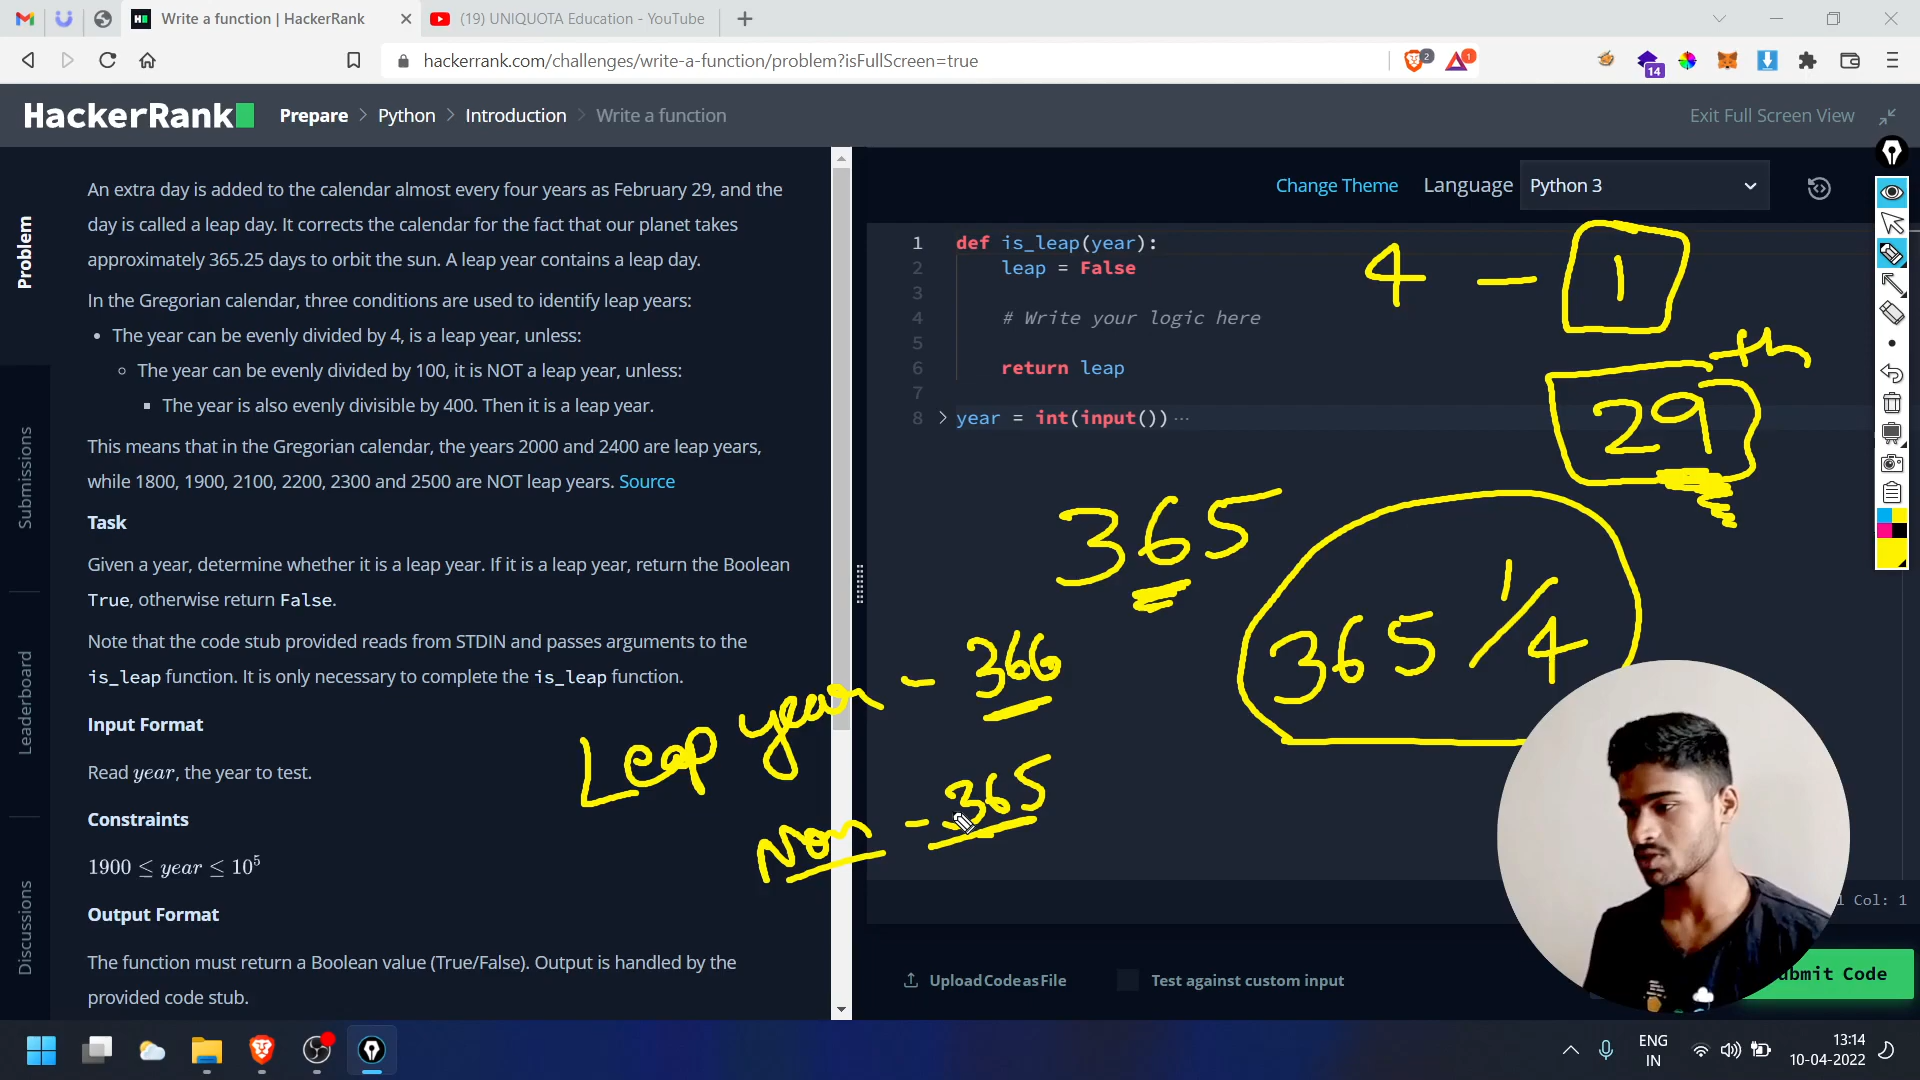 Write a function | HackerRank
(19) UNIQUOTA Education - YouTube
hackerrank.com/challenges/write-a-function/problem?isFullScreen=true
2
1
14
HackerRank
Prepare > Python > Introduction > Write a function
Exit Full Screen View
Problem
Submissions
Leaderboard
Discussions
An extra day is added to the calendar almost every four years as February 29, and the
day is called a leap day. It corrects the calendar for the fact that our planet takes
approximately 365.25 days to orbit the sun. A leap year contains a leap day.
In the Gregorian calendar, three conditions are used to identify leap years:
• The year can be evenly divided by 4, is a leap year, unless:
○ The year can be evenly divided by 100, it is NOT a leap year, unless:
■ The year is also evenly divisible by 400. Then it is a leap year.
This means that in the Gregorian calendar, the years 2000 and 2400 are leap years,
while 1800, 1900, 2100, 2200, 2300 and 2500 are NOT leap years. Source
Task
Given a year, determine whether it is a leap year. If it is a leap year, return the Boolean
True, otherwise return False.
Note that the code stub provided reads from STDIN and passes arguments to the
is_leap function. It is only necessary to complete the is_leap function.
Input Format
Read year, the year to test.
Constraints
1900 ≤ year ≤ 10^5
Output Format
The function must return a Boolean value (True/False). Output is handled by the
provided code stub.
Change Theme
Language
Python 3
1 def is_leap(year):
2 leap = False
3
4 # Write your logic here
5
6 return leap
7
8 > year = int(input()) ···
4 - 1
29th
365
365 1/4
Leap year - 366
Non - 365
Col: 1
Upload Code as File
Test against custom input
ubmit Code
ENG
IN
13:14
10-04-2022